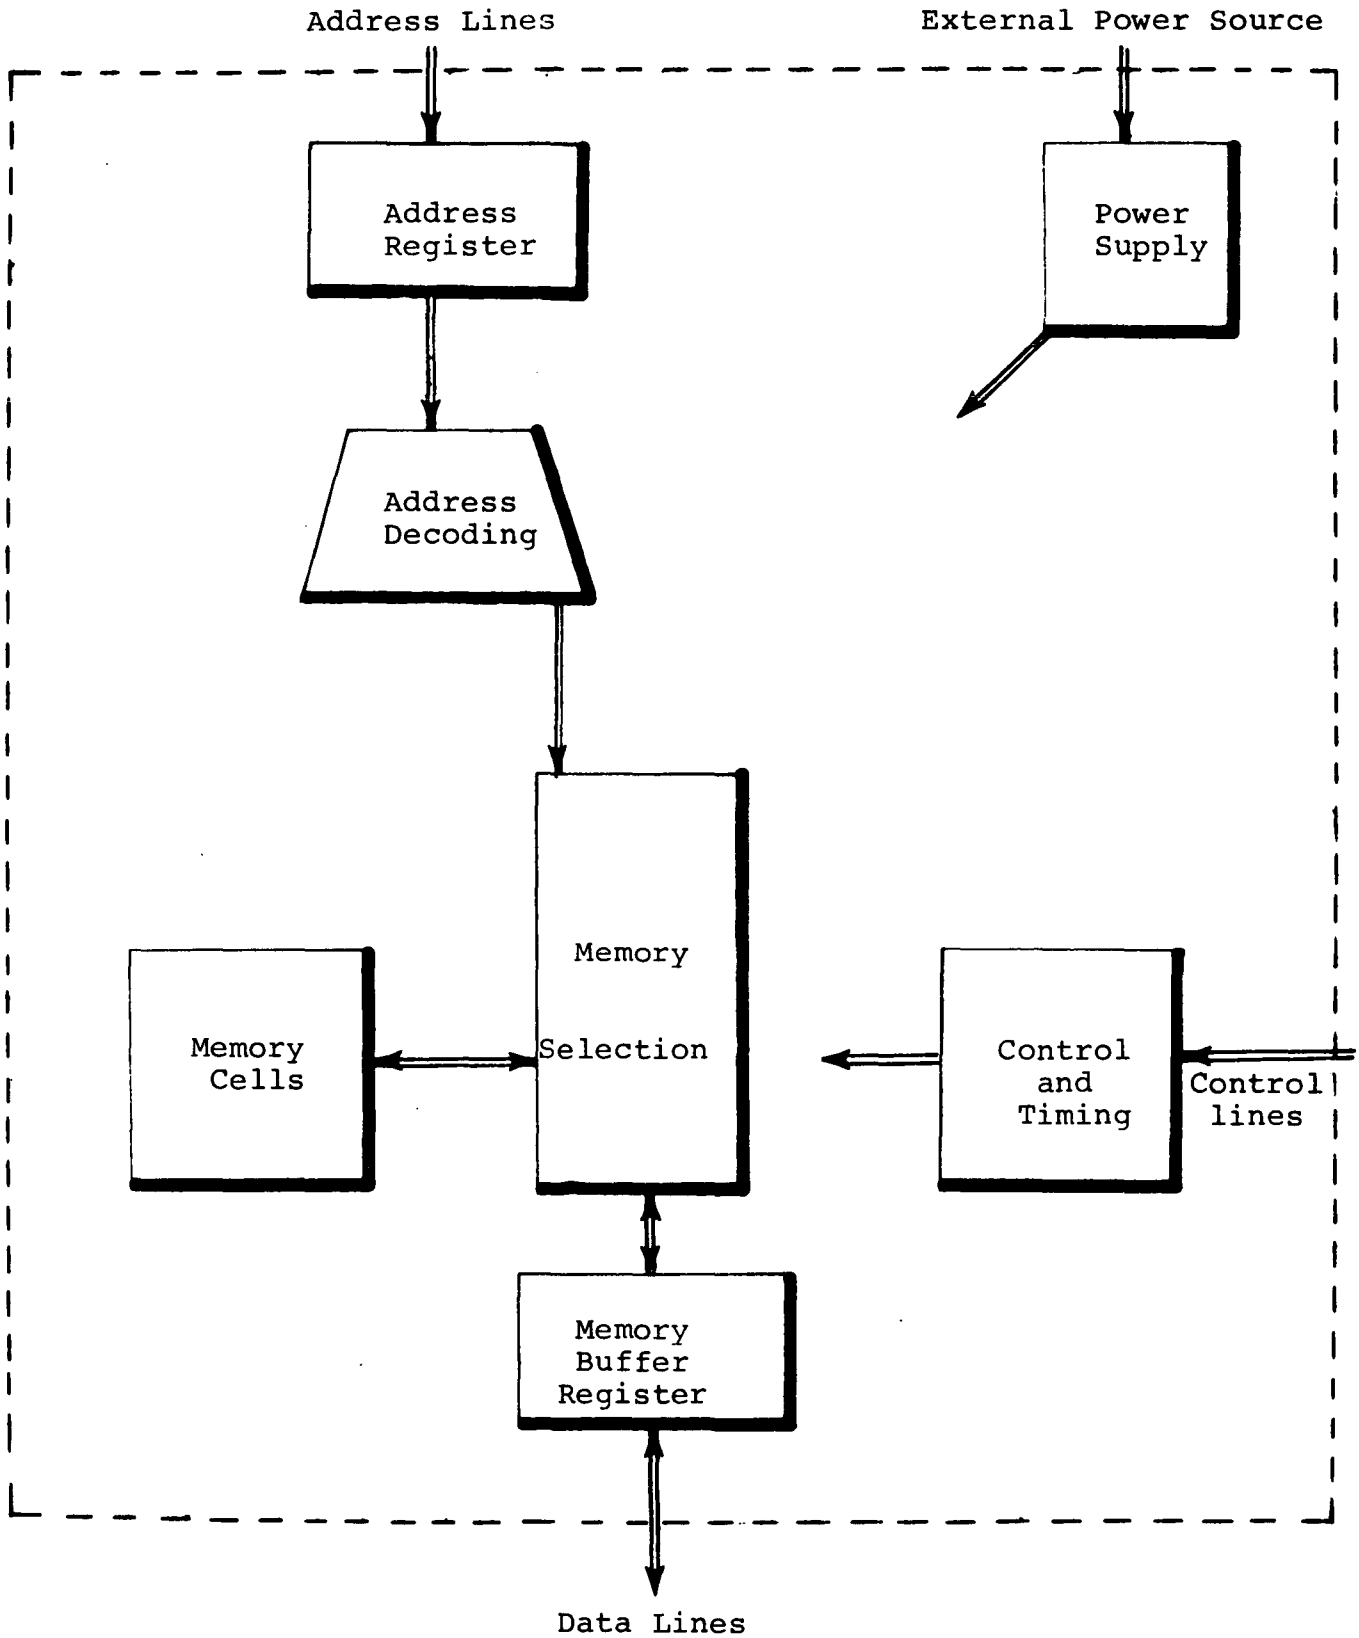 Address Lines
External Power Source
Address
Register
Power
Supply
Address
Decoding
Memory
Selection
Memory
Cells
Control
and
Timing
Control
lines
Memory
Buffer
Register
Data Lines